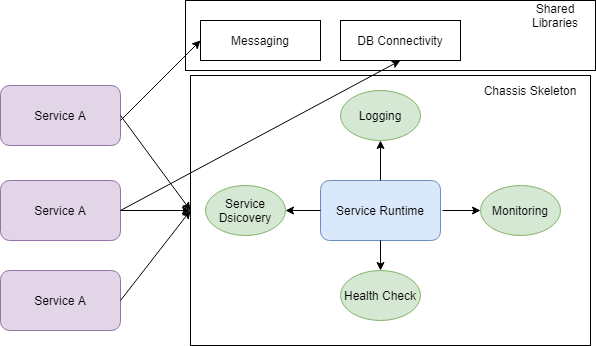 Shared
Libraries
Messaging
DB Connectivity
Chassis Skeleton
Service A
Logging
Service A
Service
Dsicovery
Service Runtime
Monitoring
Service A
Health Check